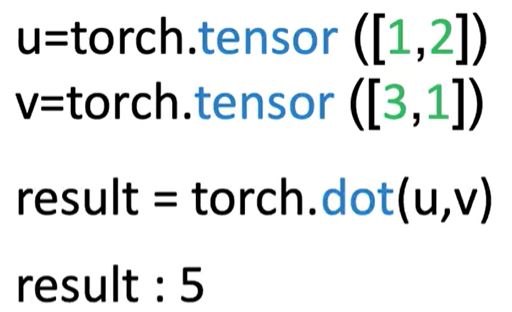 u=torch.tensor ([1,2])
v=torch.tensor ([3,1])
result = torch.dot(u,v)
result : 5